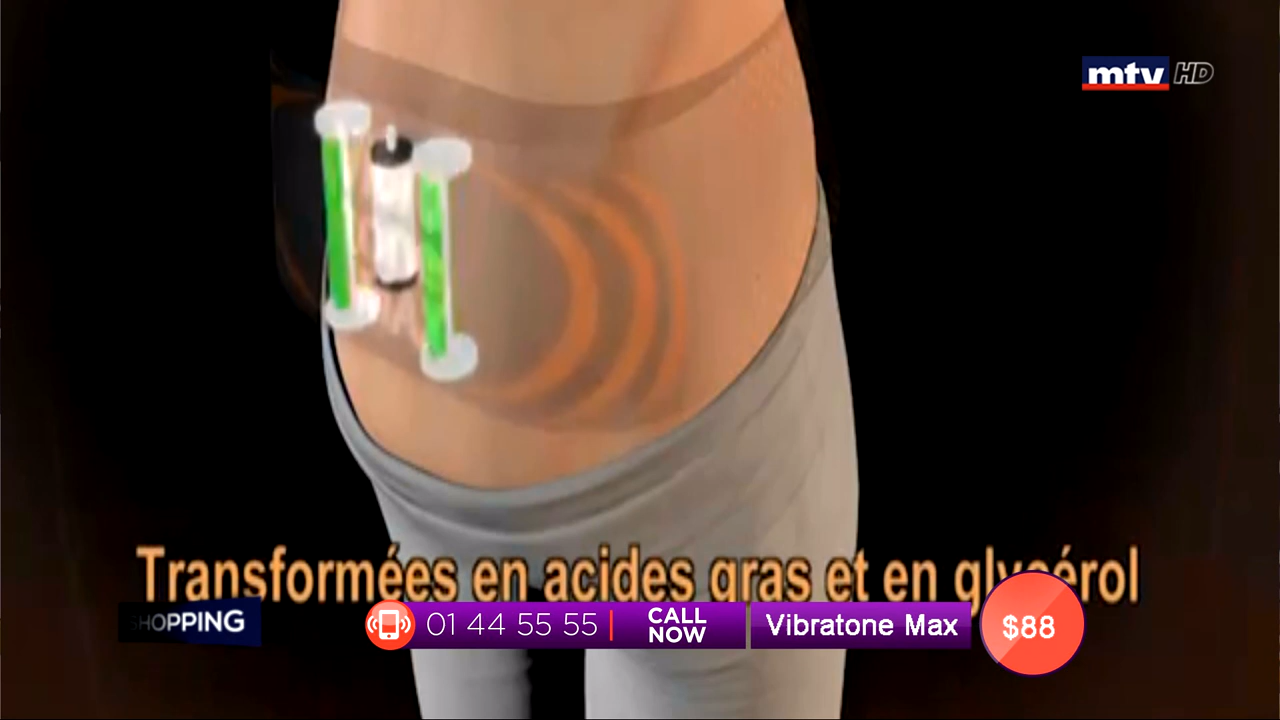 mtv HD
Transformées en acides gras et en glycérol
SHOPPING
01 44 55 55
CALL
NOW
Vibratone Max
$88